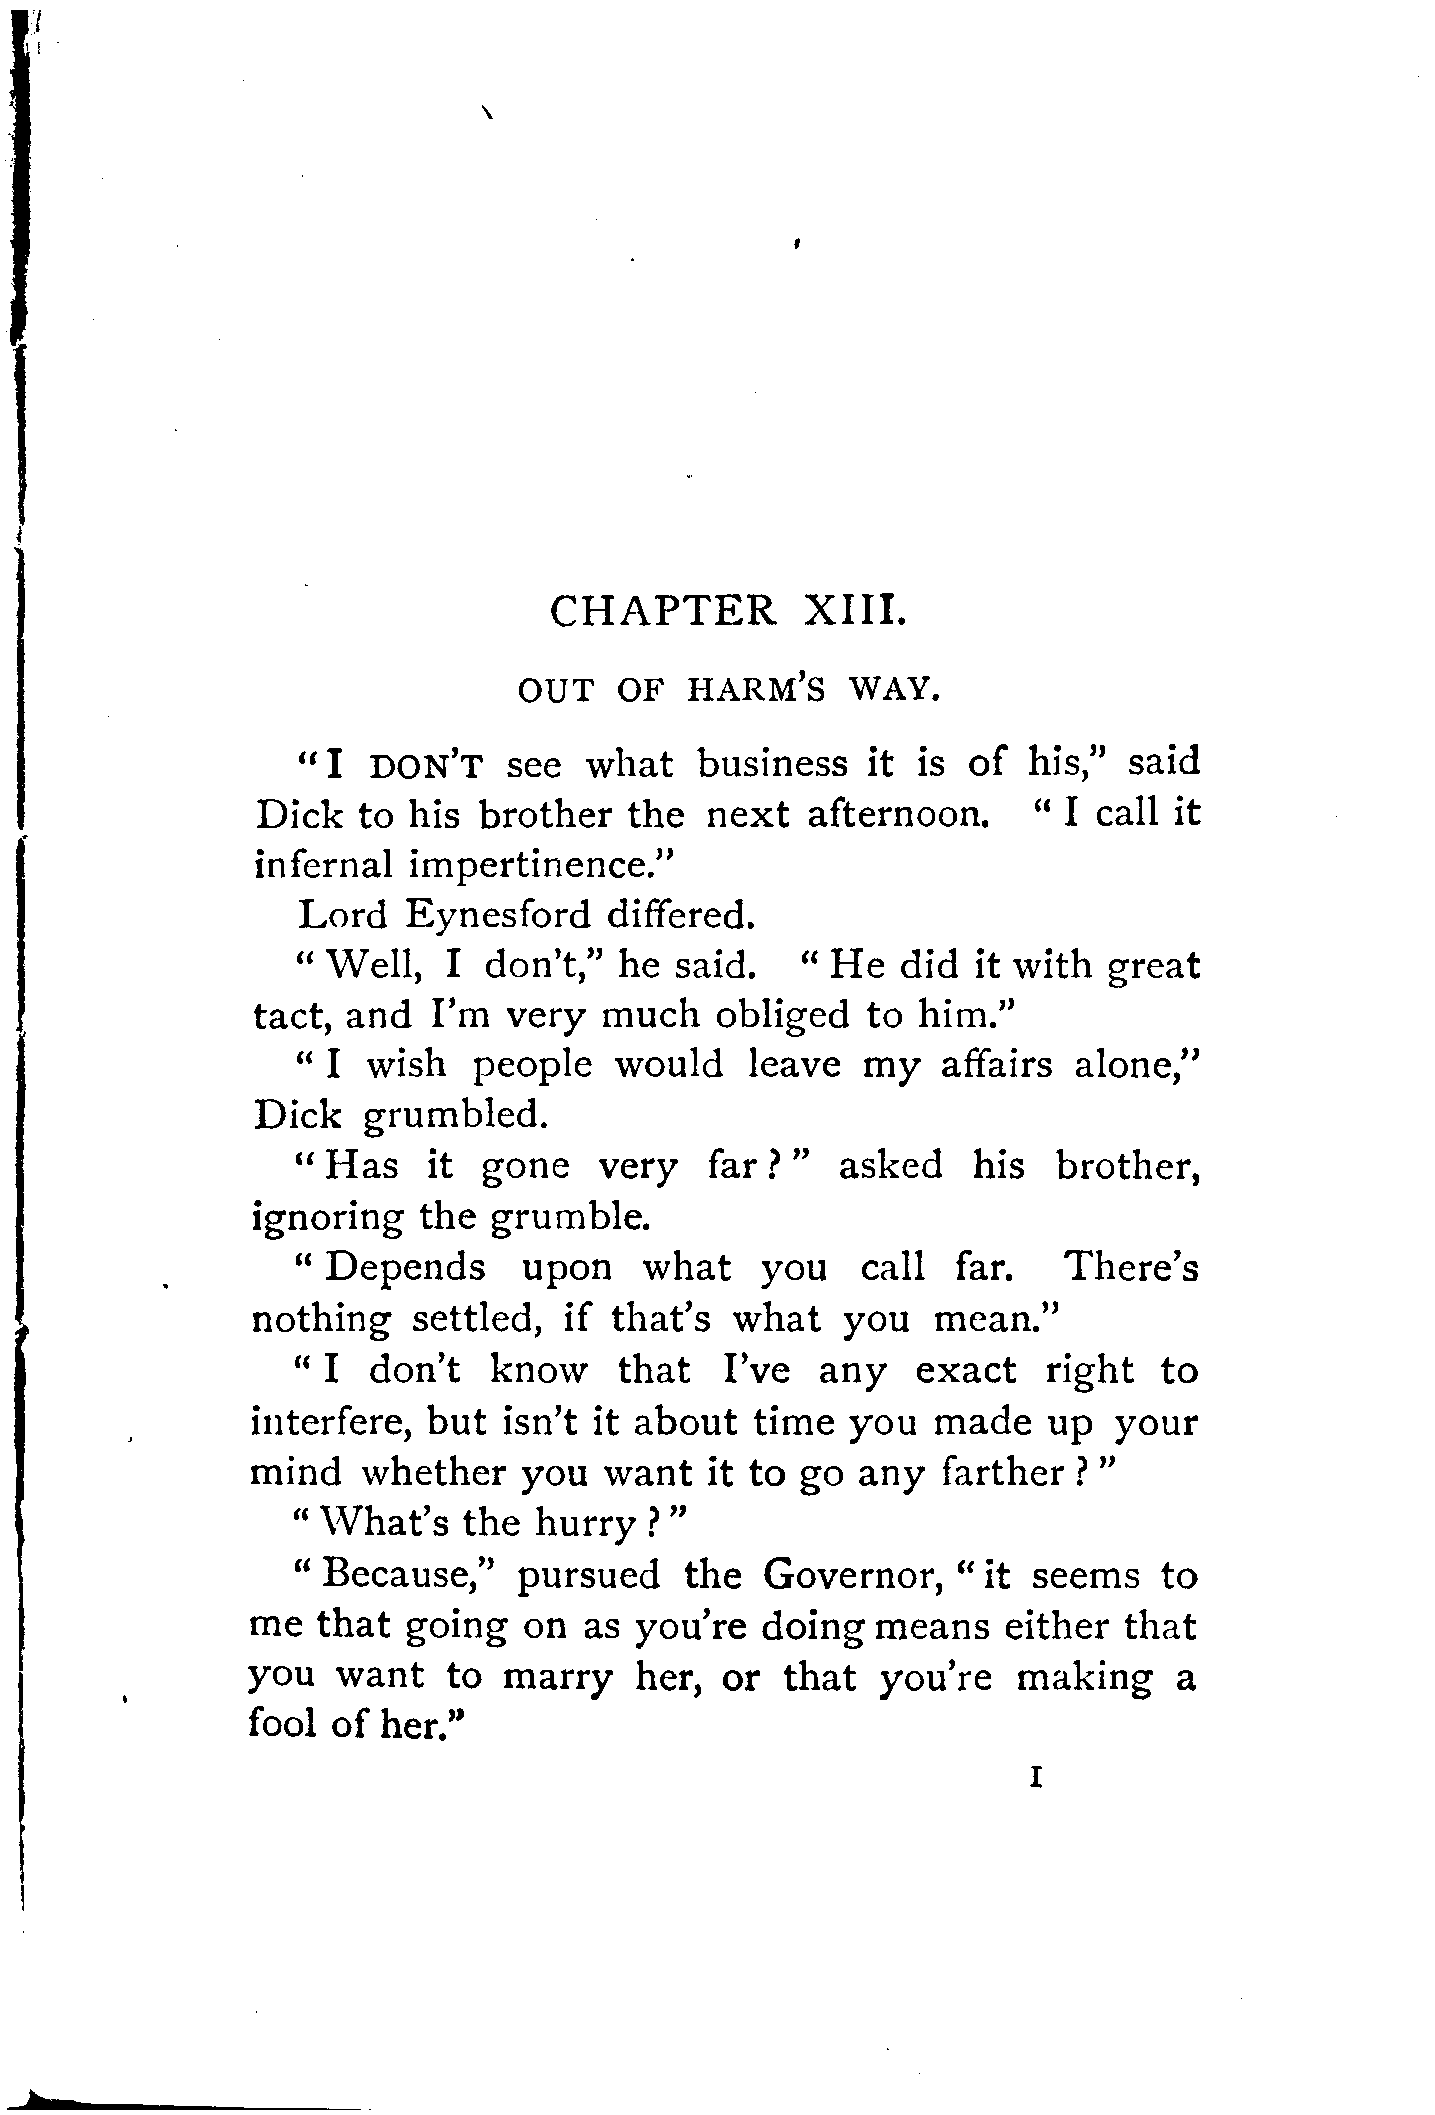 CHAPTER XIII.
OUT OF HARM'S WAY.
"I DON'T see what business it is of his," said
Dick to his brother the next afternoon. "I call it
infernal impertinence."
Lord Eynesford differed.
"Well, I don't," he said. "He did it with great
tact, and I'm very much obliged to him."
"I wish people would leave my affairs alone,"
Dick grumbled.
"Has it gone very far?" asked his brother,
ignoring the grumble.
"Depends upon what you call far. There's
nothing settled, if that's what you mean."
"I don't know that I've any exact right to
interfere, but isn't it about time you made up your
mind whether you want it to go any farther?"
"What's the hurry?"
"Because," pursued the Governor, "it seems to
me that going on as you're doing means either that
you want to marry her, or that you're making a
fool of her."
I